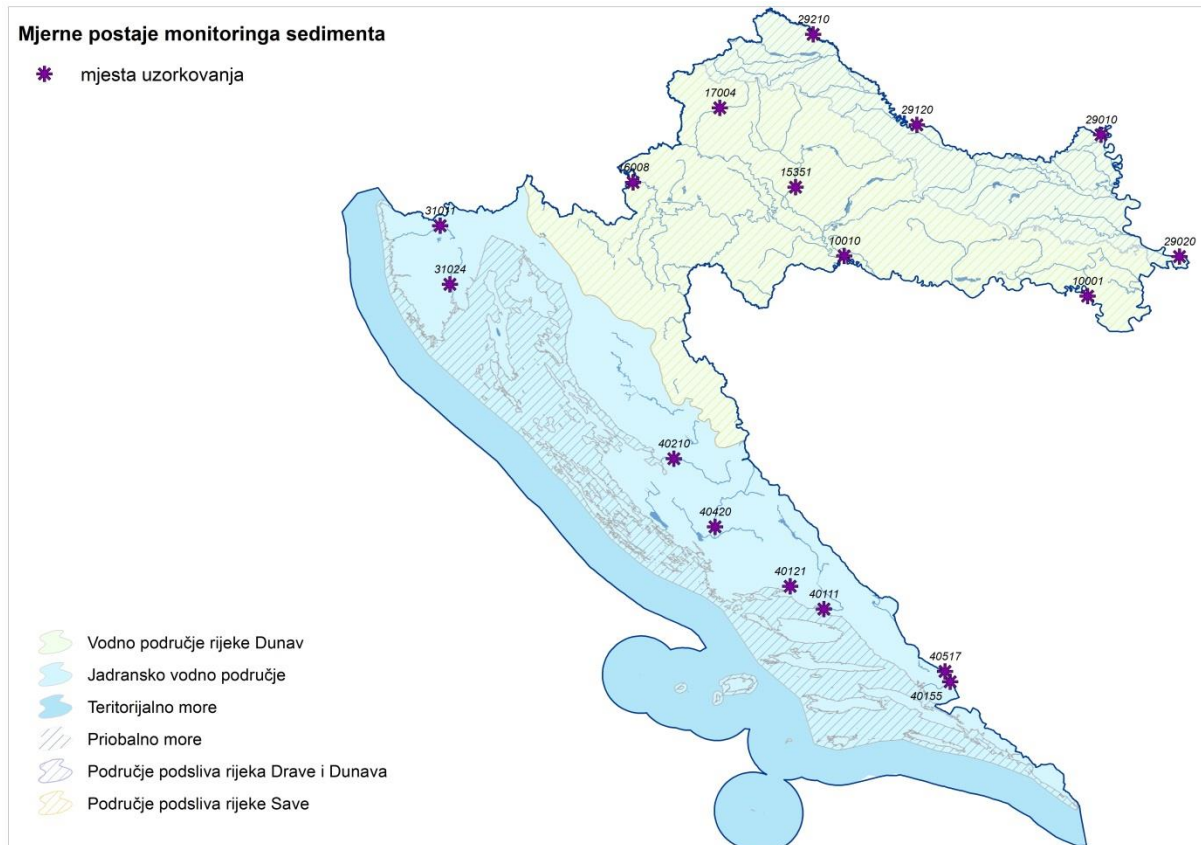 Mjerne postaje monitoringa sedimenta
mjesta uzorkovanja
29210
17004
29120
29010
16008
15351
31011
10010
29020
31024
10001
40210
40420
40121
40111
40517
40155
Vodno područje rijeke Dunav
Jadransko vodno područje
Teritorijalno more
Priobalno more
Područje podsliva rijeka Drave i Dunava
Područje podsliva rijeke Save